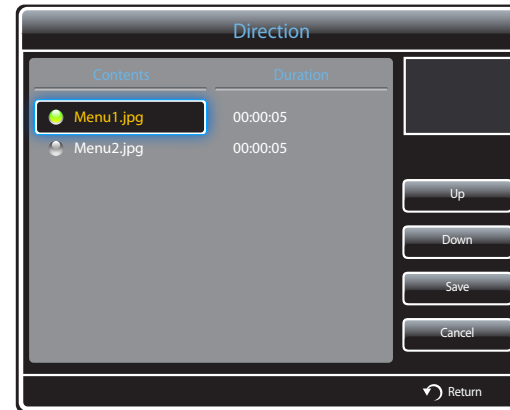 Direction
Contents Duration
Menu1.jpg 00:00:05
Menu2.jpg 00:00:05
Up
Down
Save
Cancel
Return